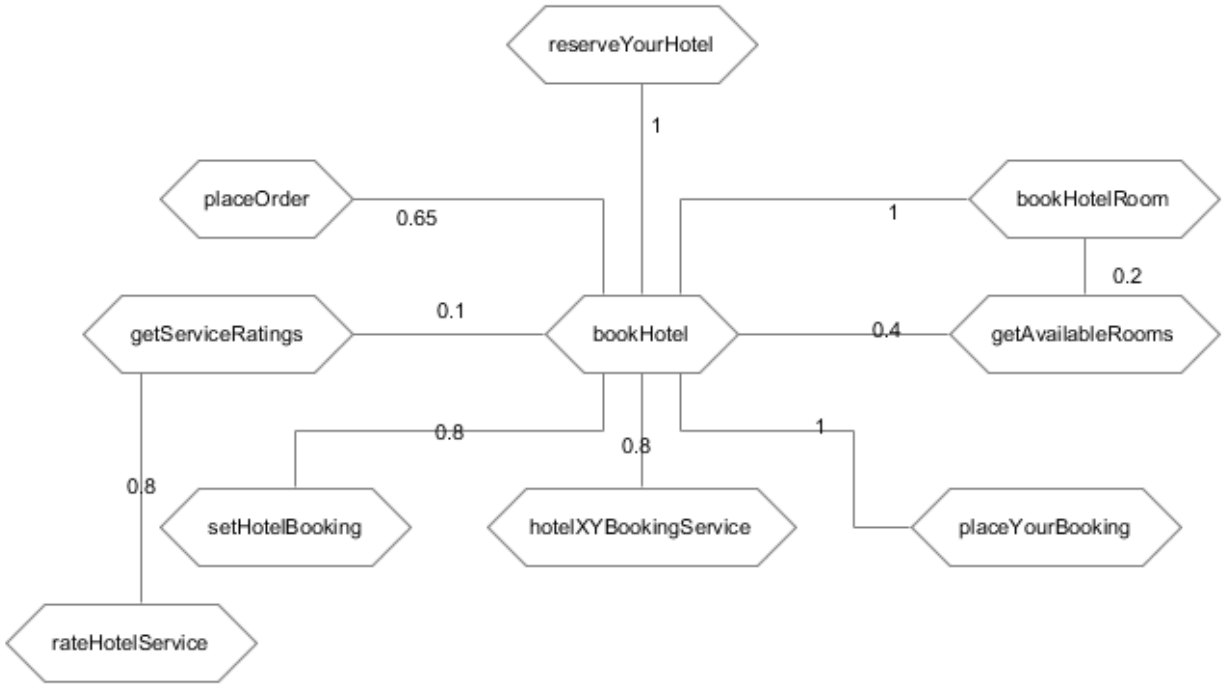 reserveYourHotel
1
placeOrder
0.65
1
bookHotelRoom
0.2
getServiceRatings
0.1
bookHotel
0.4
getAvailableRooms
0.8
0.8
1
0.8
setHotelBooking
hotelXYBookingService
placeYourBooking
rateHotelService